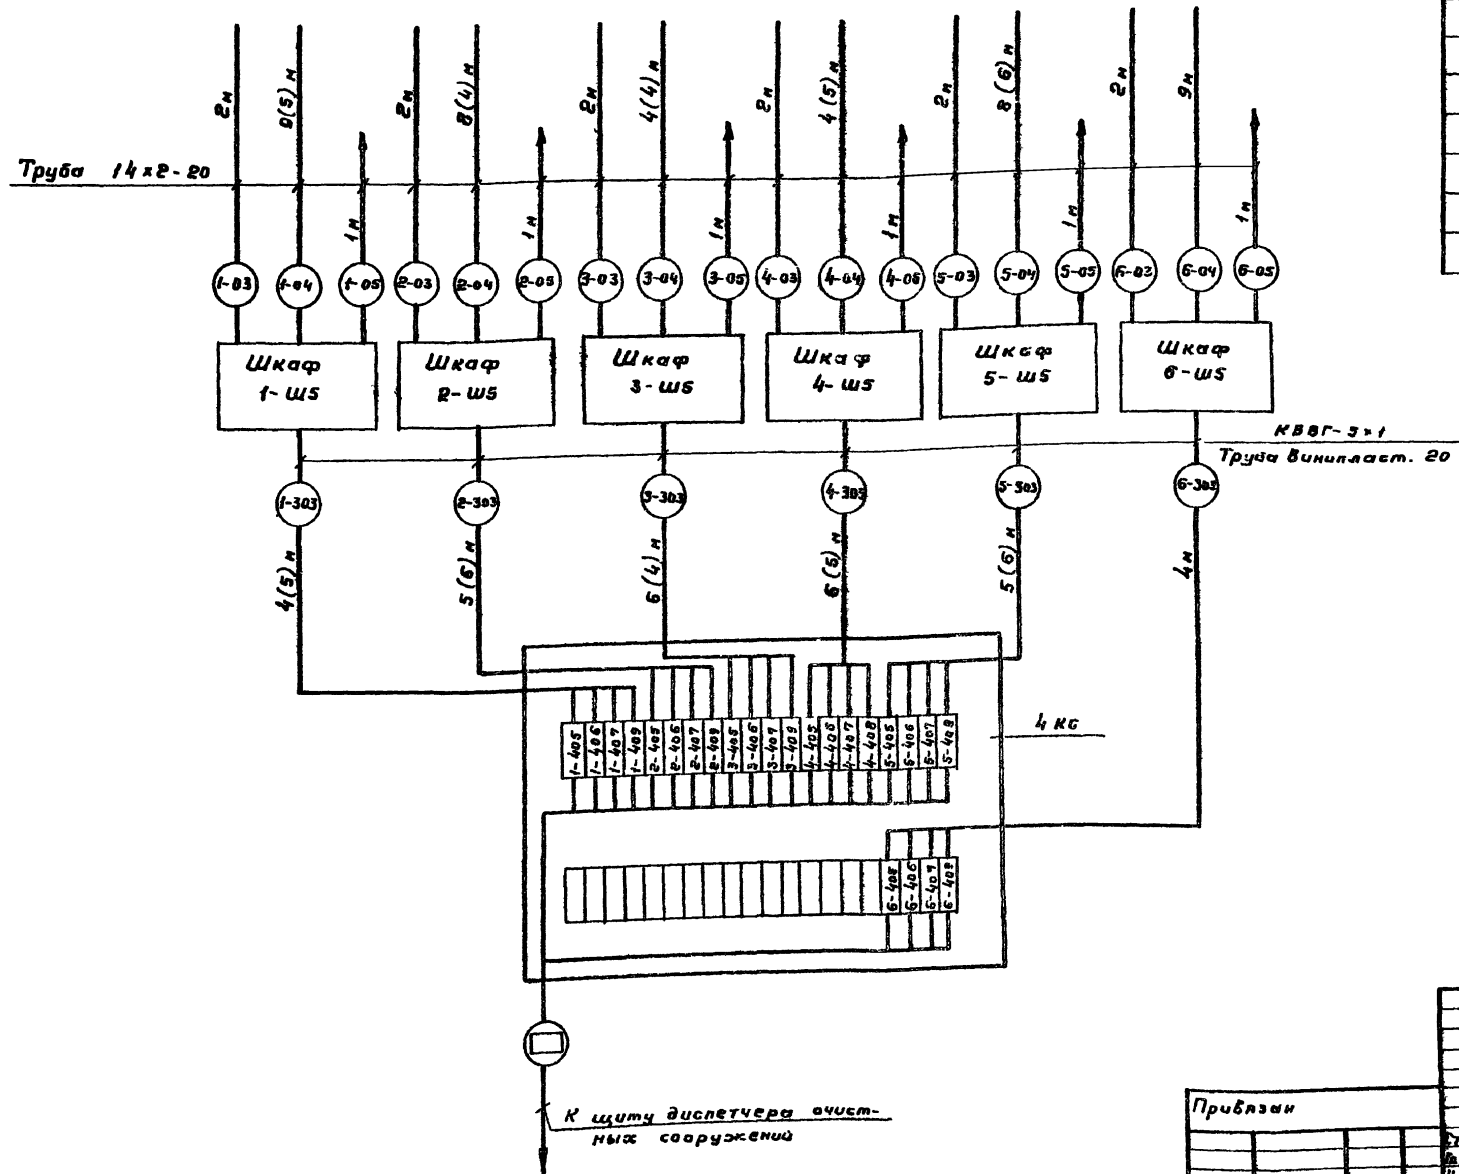 2м 9(5) м 2м 8(4) м 2м 4(4) м 2м 4(5) м 2м 8(6) м 2м 9м
Труба 14×2-20
1м 1м 1м 1м 1м 1м
1-03 1-04 1-05 2-03 2-04 2-05 3-03 3-04 3-05 4-03 4-04 4-05 5-03 5-04 5-05 6-03 6-04 6-05
Шкаф Шкаф Шкаф Шкаф Шкаф Шкаф
1-Ш5 2-Ш5 3-Ш5 4-Ш5 5-Ш5 6-Ш5
Труба Винипласт. 20
1-303 2-303 3-303 4-303 5-303 6-303
4(5) м 5(6) м 6(4) м 6(5) м 5(6) м 4м
1-405 1-406 1-407 1-409 2-405 2-406 2-407 2-409 3-405 3-406 3-407 3-409 4-405 4-406 4-407 4-408 5-405 5-406 5-407 5-409
4 КС
6-405 6-406 6-407 6-409
К щиту диспетчера очист-
ных сооружений
Привязан